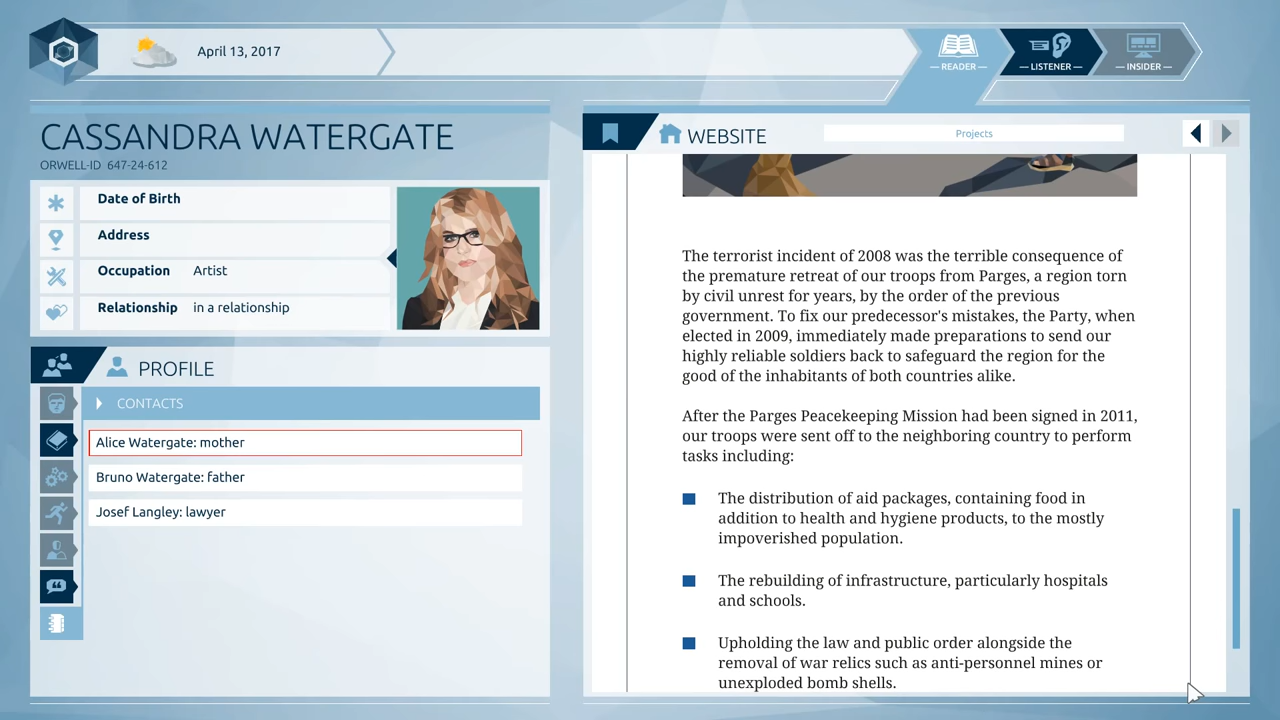 April 13, 2017
— READER —
— LISTENER —
— INSIDER —
CASSANDRA WATERGATE
ORWELL-ID 647-24-612
Date of Birth
Address
Occupation Artist
Relationship in a relationship
PROFILE
CONTACTS
Alice Watergate: mother
Bruno Watergate: father
Josef Langley: lawyer
WEBSITE
Projects
The terrorist incident of 2008 was the terrible consequence of
the premature retreat of our troops from Parges, a region torn
by civil unrest for years, by the order of the previous
government. To fix our predecessor's mistakes, the Party, when
elected in 2009, immediately made preparations to send our
highly reliable soldiers back to safeguard the region for the
good of the inhabitants of both countries alike.
After the Parges Peacekeeping Mission had been signed in 2011,
our troops were sent off to the neighboring country to perform
tasks including:
The distribution of aid packages, containing food in
addition to health and hygiene products, to the mostly
impoverished population.
The rebuilding of infrastructure, particularly hospitals
and schools.
Upholding the law and public order alongside the
removal of war relics such as anti-personnel mines or
unexploded bomb shells.